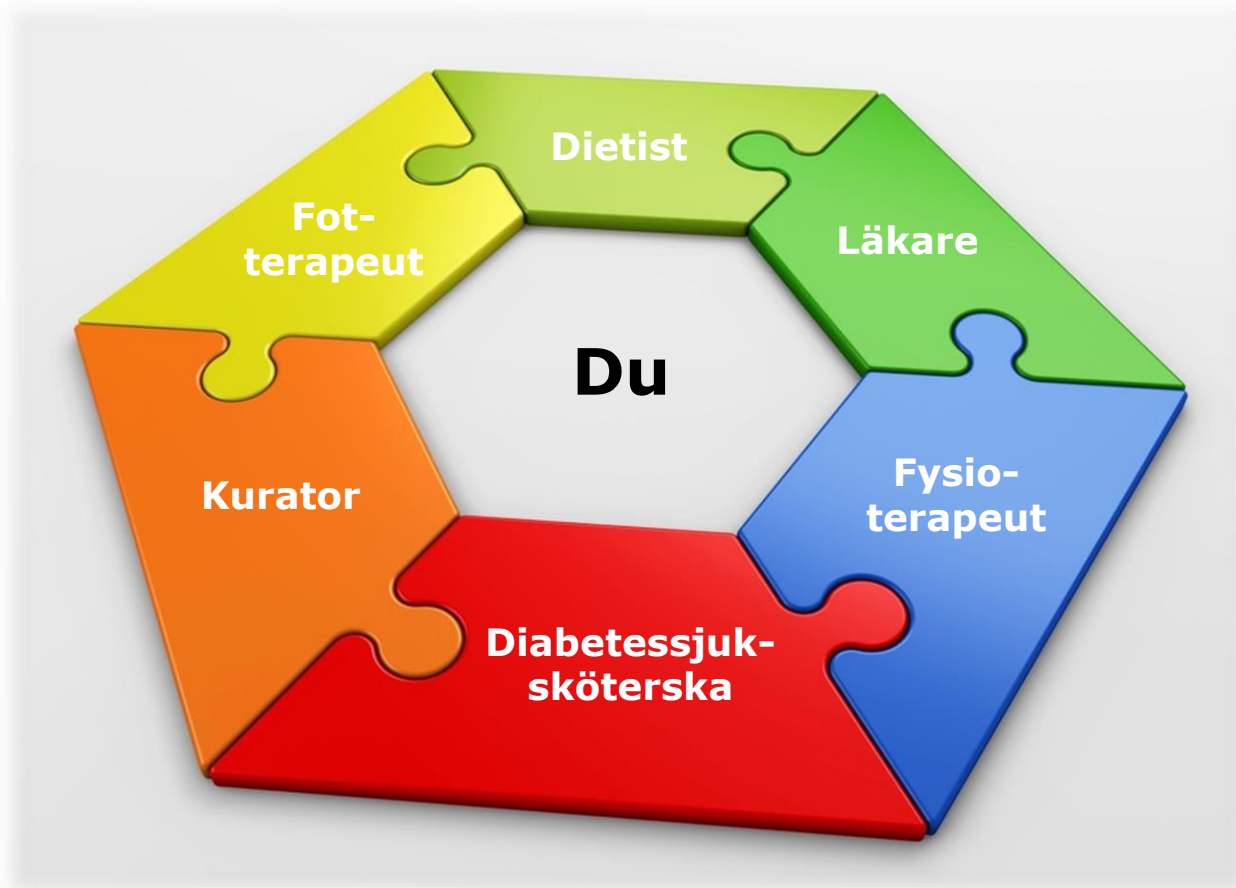 Dietist
Fot-
terapeut
Läkare
Du
Kurator
Fysio-
terapeut
Diabetessjuk-
sköterska